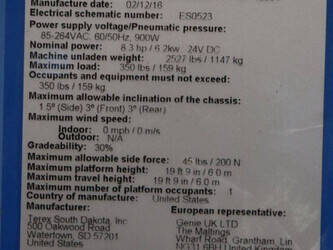 Manufacture date: 02/12/16
Electrical schematic number: ES0523
Power supply voltage/Pneumatic pressure:
85-264VAC, 60/50Hz, 900W
Nominal power: 8.3 hp / 6.2kw 24V DC
Machine unladen weight: 2527 lbs / 1147 kg
Maximum load: 350 lbs / 159 kg
Occupants and equipment must not exceed:
350 lbs / 159 kg
Maximum allowable inclination of the chassis:
1.5° (Side) 3° (Front) 3° (Rear)
Maximum wind speed:
Indoor: 0 mph / 0 m/s
Outdoor: N/A
Gradeability: 30%
Maximum allowable side force: 45 lbs / 200 N
Maximum platform height: 19 ft 9 in / 6.0 m
Maximum travel height: 19 ft 9 in / 6.0 m
Maximum number of platform occupants: 1
Country of manufacture: United States
Manufacturer: European representative:
Terex South Dakota, Inc Genie UK LTD
500 Oakwood Road The Maltings
Watertown, SD 57201 Wharf Road, Grantham, Lin
United States NG31 6BH United Kingdom